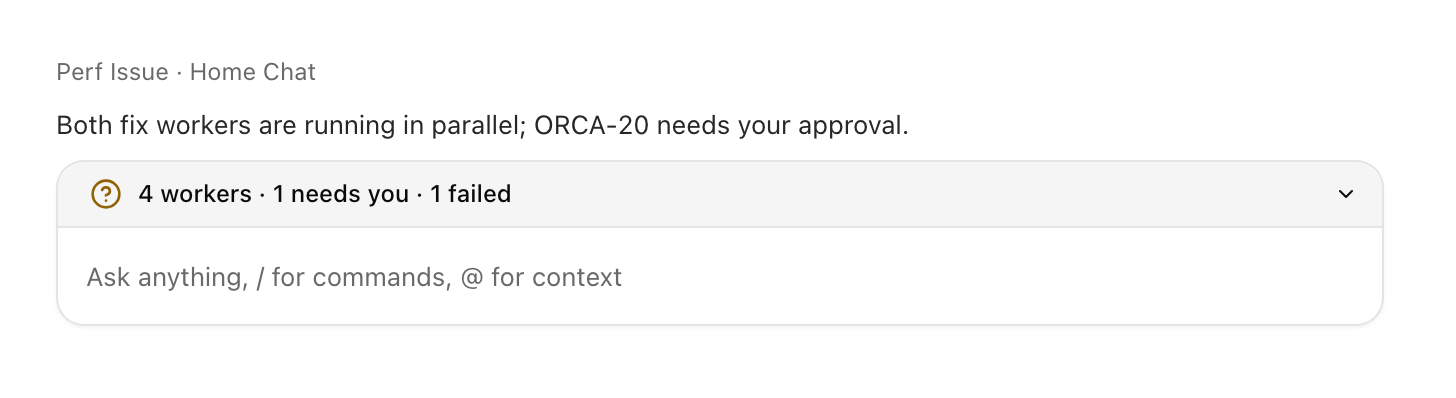 Perf Issue · Home Chat
Both fix workers are running in parallel; ORCA-20 needs your approval.
4 workers · 1 needs you · 1 failed
Ask anything, / for commands, @ for context